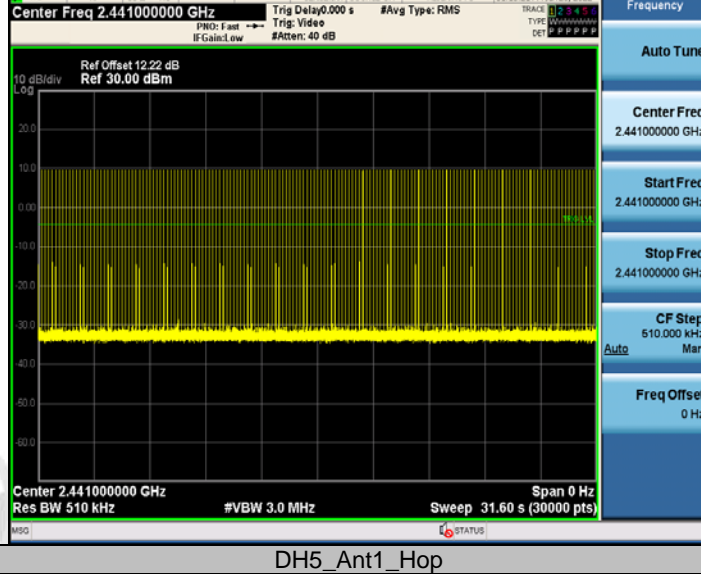 Center Freq 2.441000000 GHz
PNO: Fast
IFGain:Low
Trig Delay0.000 s
Trig: Video
#Atten: 40 dB
#Avg Type: RMS
TRACE 1 2 3 4 5 6
TYPE WWWWWW
DET P P P P P P
Frequency
Ref Offset 12.22 dB
10 dB/div Ref 30.00 dBm
Log
20.0
10.0
0.00
TRIG LVL
-10.0
-20.0
-30.0
-40.0
-50.0
-60.0
Center 2.441000000 GHz
Span 0 Hz
Res BW 510 kHz
#VBW 3.0 MHz
Sweep 31.60 s (30000 pts)
MSG
STATUS
Auto Tune
Center Freq
2.441000000 GHz
Start Freq
2.441000000 GHz
Stop Freq
2.441000000 GHz
CF Step
510.000 kHz
Auto Man
Freq Offset
0 Hz
DH5_Ant1_Hop